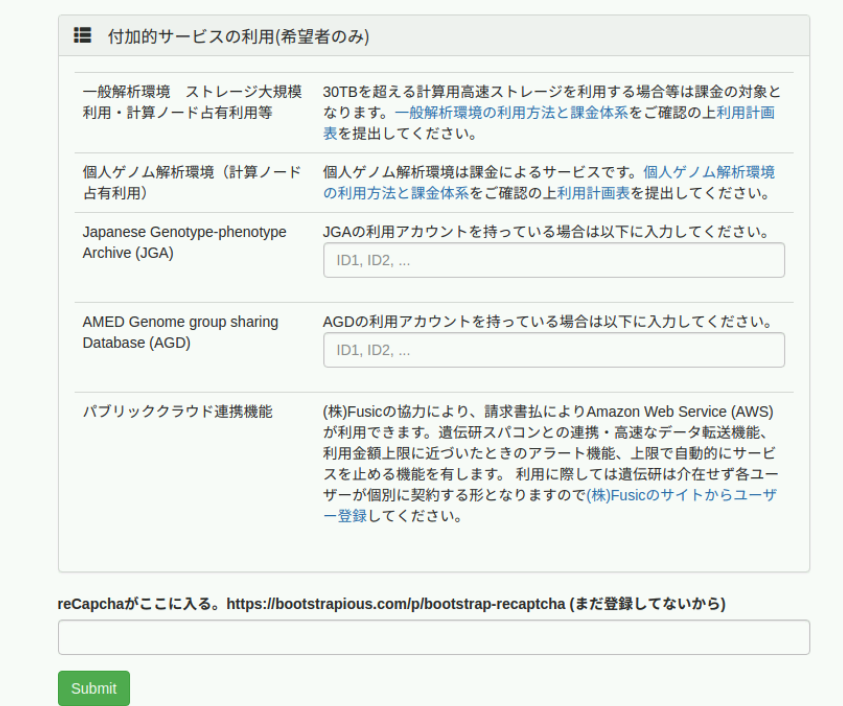 付加的サービスの利用(希望者のみ)
一般解析環境　ストレージ大規模
利用・計算ノード占有利用等
30TBを超える計算用高速ストレージを利用する場合等は課金の対象と
なります。一般解析環境の利用方法と課金体系をご確認の上利用計画
表を提出してください。
個人ゲノム解析環境（計算ノード
占有利用）
個人ゲノム解析環境は課金によるサービスです。個人ゲノム解析環境
の利用方法と課金体系をご確認の上利用計画表を提出してください。
Japanese Genotype-phenotype
Archive (JGA)
JGAの利用アカウントを持っている場合は以下に入力してください。
ID1, ID2, ...
AMED Genome group sharing
Database (AGD)
AGDの利用アカウントを持っている場合は以下に入力してください。
ID1, ID2, ...
パブリッククラウド連携機能
(株)Fusicの協力により、請求書払によりAmazon Web Service (AWS)
が利用できます。遺伝研スパコンとの連携・高速なデータ転送機能、
利用金額上限に近づいたときのアラート機能、上限で自動的にサービ
スを止める機能を有します。 利用に際しては遺伝研は介在せず各ユー
ザーが個別に契約する形となりますので(株)Fusicのサイトからユーザ
ー登録してください。
reCapchaがここに入る。https://bootstrapious.com/p/bootstrap-recaptcha (まだ登録してないから)
Submit